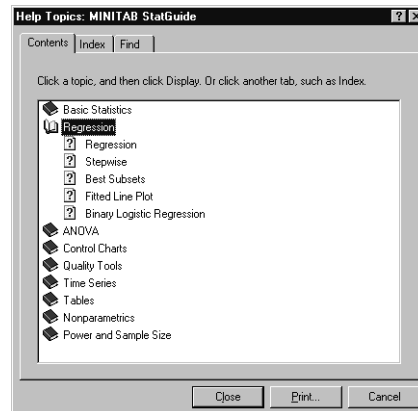 Help Topics: MINITAB StatGuide
Contents Index Find
Click a topic, and then click Display. Or click another tab, such as Index.
Basic Statistics
Regression
Regression
Stepwise
Best Subsets
Fitted Line Plot
Binary Logistic Regression
ANOVA
Control Charts
Quality Tools
Time Series
Tables
Nonparametrics
Power and Sample Size
Close Print... Cancel